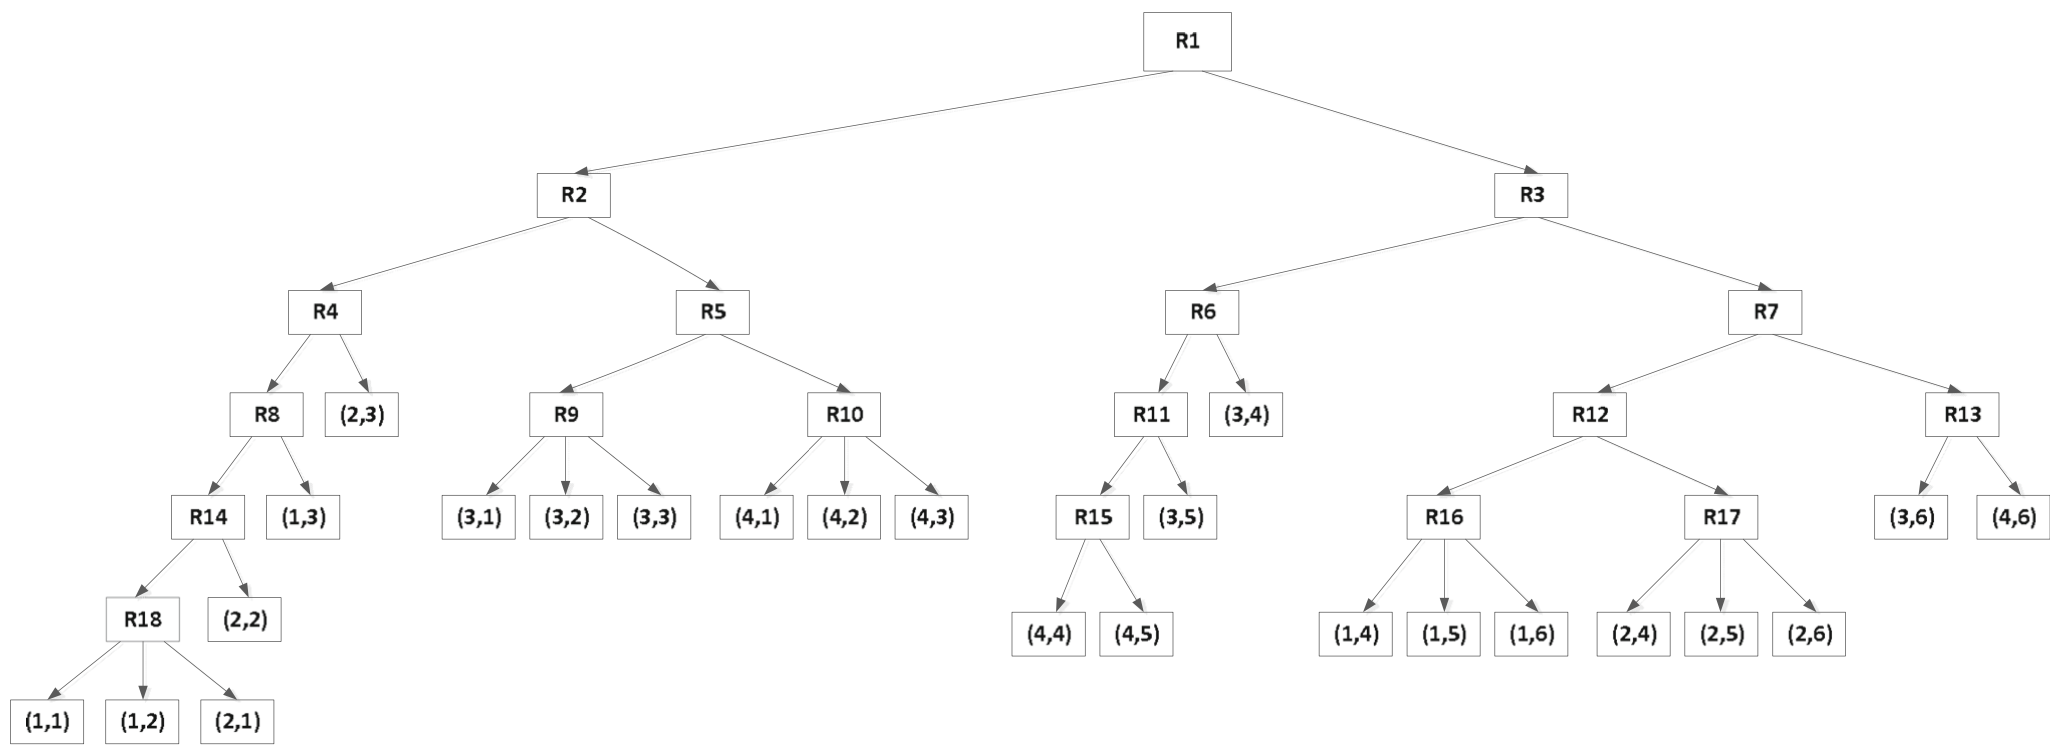 R1
R2 R3
R4 R5 R6 R7
R8 (2,3) R9 R10 R11 (3,4) R12 R13
R14 (1,3) (3,1) (3,2) (3,3) (4,1) (4,2) (4,3) R15 (3,5) R16 R17 (3,6) (4,6)
R18 (2,2) (4,4) (4,5) (1,4) (1,5) (1,6) (2,4) (2,5) (2,6)
(1,1) (1,2) (2,1)